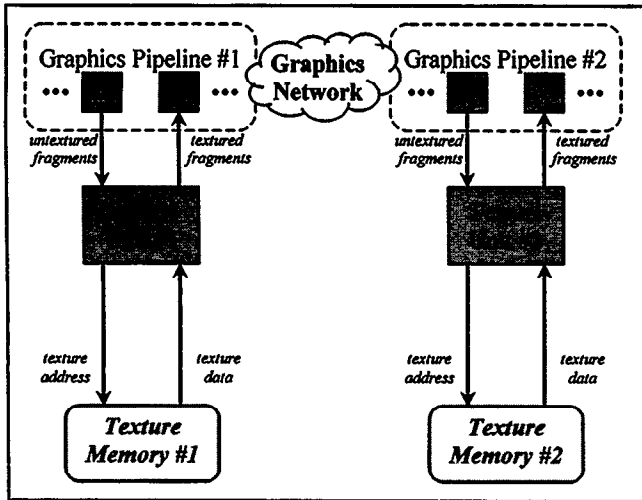 Graphics Pipeline #1
Graphics
Network
Graphics Pipeline #2
untextured
fragments
textured
fragments
untextured
fragments
textured
fragments
texture
address
texture
data
texture
address
texture
data
Texture
Memory #1
Texture
Memory #2